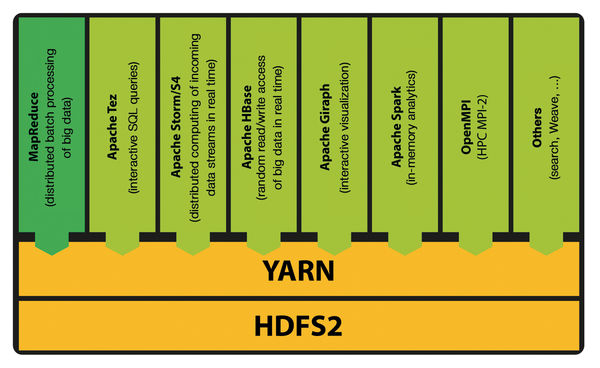 MapReduce
(distributed batch processing
of big data)
Apache Tez
(interactive SQL queries)
Apache Storm/S4
(distributed computing of incoming
data streams in real time)
Apache HBase
(random read/write access
of big data in real time)
Apache Giraph
(interactive visualization)
Apache Spark
(in-memory analytics)
OpenMPI
(HPC MPI-2)
Others
(search, Weave, ...)
YARN
HDFS2